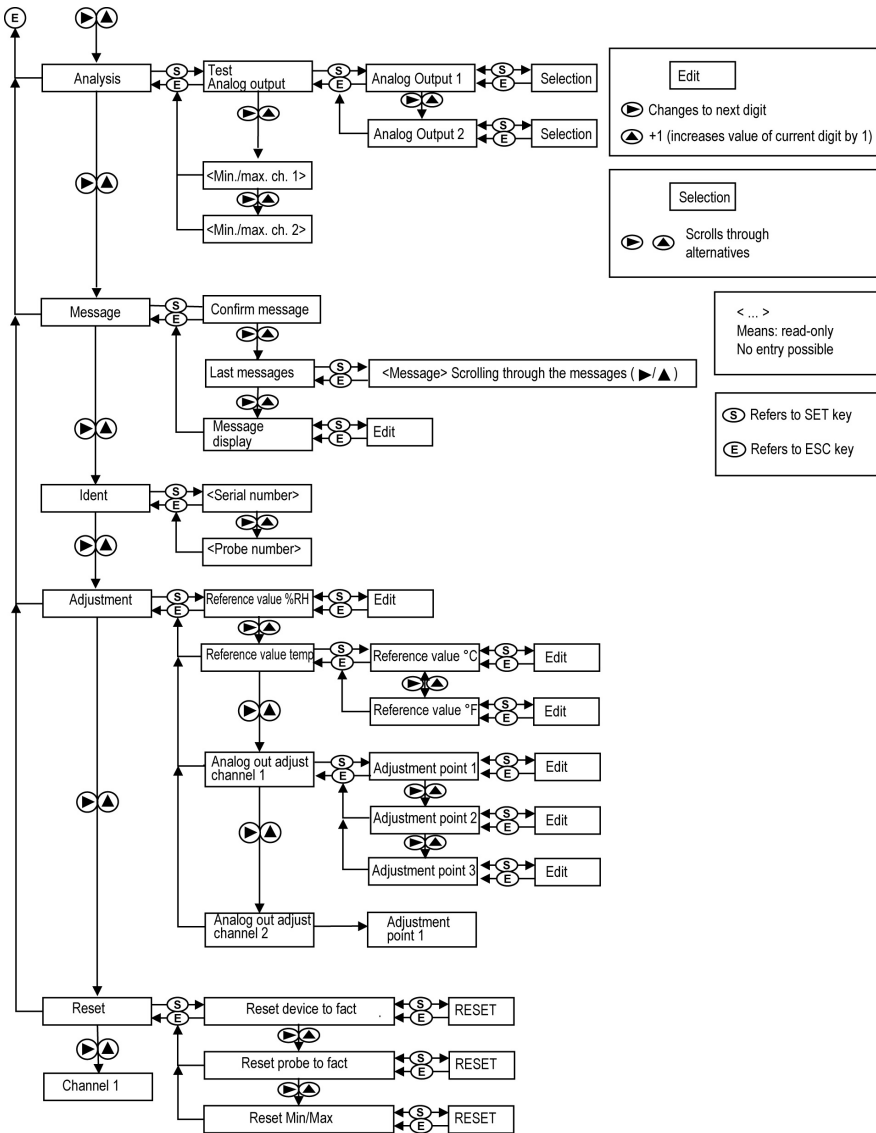 E
Analysis
S
E
Test
Analog output
S
E
Analog Output 1
S
E
Selection
Analog Output 2
S
E
Selection
<Min./max. ch. 1>
<Min./max. ch. 2>
Edit
Changes to next digit
+1 (increases value of current digit by 1)
Selection
Scrolls through
alternatives
< ... >
Means: read-only
No entry possible
S Refers to SET key
E Refers to ESC key
Message
S
E
Confirm message
Last messages
S
E
<Message> Scrolling through the messages ( ▶/▲ )
Message
display
S
E
Edit
Ident
S
E
<Serial number>
<Probe number>
Adjustment
S
E
Reference value %RH
S
E
Edit
Reference value temp
S
E
Reference value °C
S
E
Edit
Reference value °F
S
E
Edit
Analog out adjust
channel 1
S
E
Adjustment point 1
S
E
Edit
Adjustment point 2
S
E
Edit
Adjustment point 3
S
E
Edit
Analog out adjust
channel 2
Adjustment
point 1
Reset
S
E
Reset device to fact .
S
E
RESET
Reset probe to fact
S
E
RESET
Reset Min/Max
S
E
RESET
Channel 1